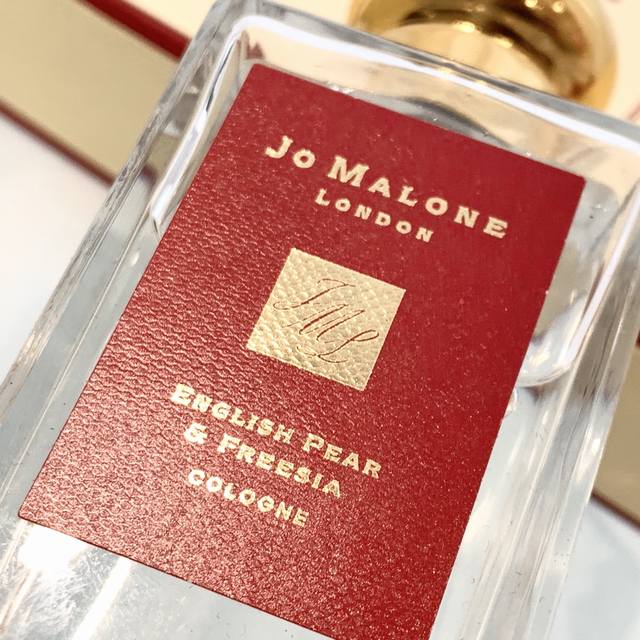 JO MALONE
LONDON
JML
ENGLISH PEAR
& FREESIA
COLOGNE